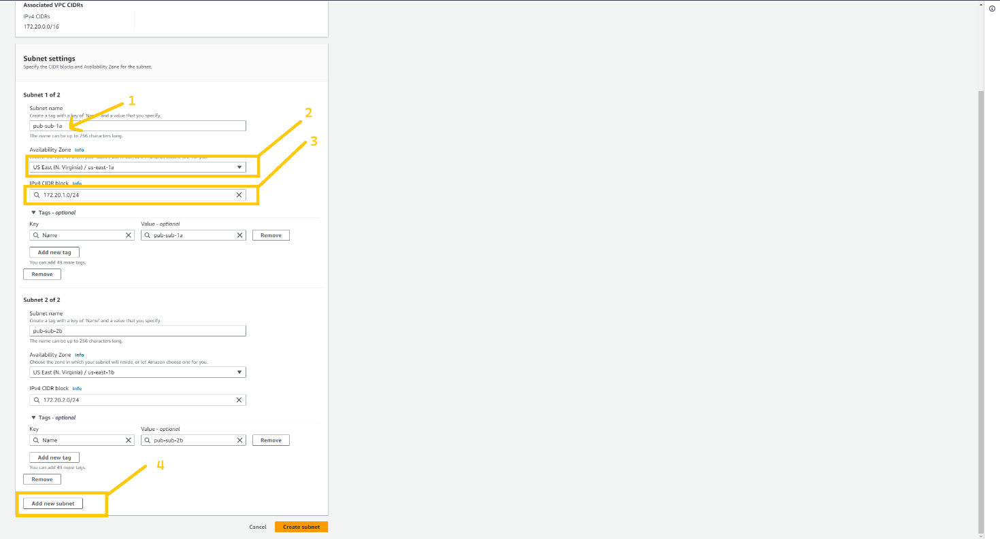 Associated VPC CIDRs
IPv4 CIDRs
172.20.0.0/16
Subnet settings
Specify the CIDR blocks and Availability Zone for the subnet.
Subnet 1 of 2
1
Subnet name
Create a tag with a key of 'Name' and a value that you specify.
2
pub-sub-1a
The name can be up to 256 characters long.
3
Availability Zone Info
US East (N. Virginia) / us-east-1a
IPv4 CIDR block Info
172.20.1.0/24
Tags - optional
Key Value - optional
Name pub-sub-1a Remove
Add new tag
You can add 49 more tags.
Remove
Subnet 2 of 2
Subnet name
Create a tag with a key of 'Name' and a value that you specify.
pub-sub-2b
The name can be up to 256 characters long.
Availability Zone Info
Choose the zone in which your subnet will reside, or let Amazon choose one for you.
US East (N. Virginia) / us-east-1b
IPv4 CIDR block Info
172.20.2.0/24
Tags - optional
Key Value - optional
Name pub-sub-2b Remove
Add new tag
You can add 49 more tags.
4
Remove
Add new subnet
Cancel Create subnet